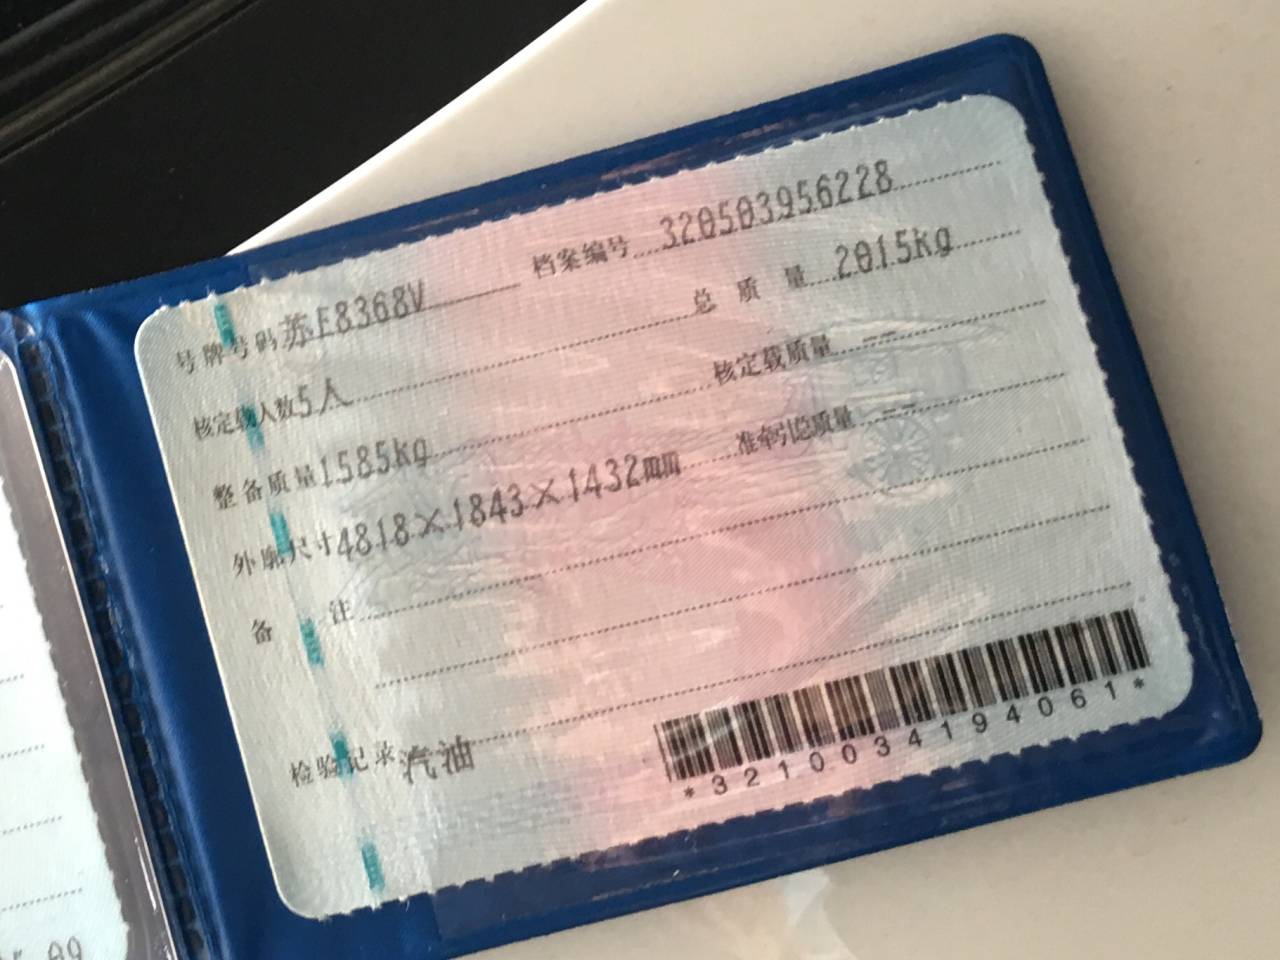 号牌号码 苏E8368V 档案编号 320503956228
核定载人数 5人 总质量 2015kg
整备质量 1585kg 核定载质量 --
外廓尺寸 4818×1843×1432mm 准牵引总质量 --
备注
检验记录 汽油
*3210034194061*
09